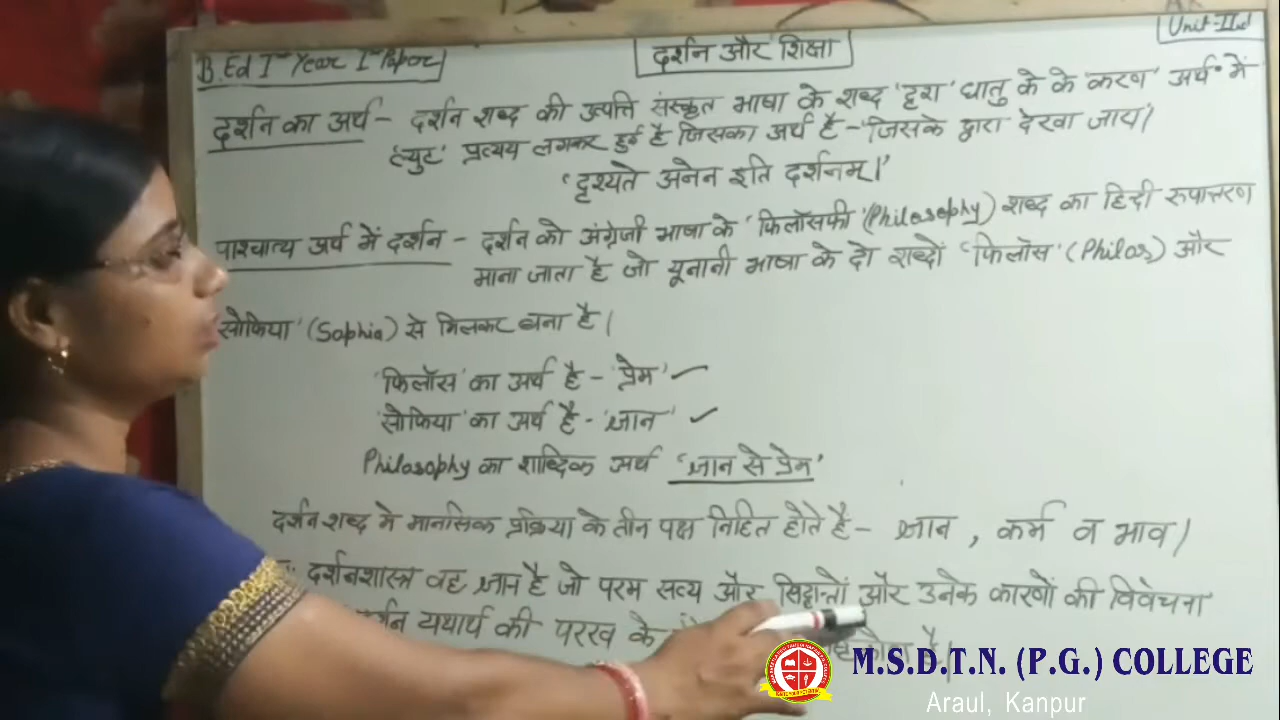 B.Ed Ist Year Ist Paper
दर्शन और शिक्षा
Unit-IInd
दर्शन का अर्थ - दर्शन शब्द की उत्पत्ति संस्कृत भाषा के शब्द 'दृश' धातु के के 'करण' अर्थ में
'ल्युट' प्रत्यय लगकर हुई है जिसका अर्थ है - 'जिसके द्वारा देखा जाय।'
'दृश्यते अनेन इति दर्शनम्।'
पाश्चात्य अर्थ में दर्शन - दर्शन को अंग्रेजी भाषा के 'फिलॉसफी' (Philosophy) शब्द का हिन्दी रूपान्तरण
माना जाता है जो यूनानी भाषा के दो शब्दों 'फिलॉस' (Philos) और
सोफिया' (Sophia) से मिलकर बना है।
'फिलॉस' का अर्थ है - 'प्रेम' ✓
'सोफिया' का अर्थ है - 'ज्ञान' ✓
Philosophy का शाब्दिक अर्थ 'ज्ञान से प्रेम'
दर्शन शब्द में मानसिक प्रक्रिया के तीन पक्ष निहित होते है - ज्ञान , कर्म व भाव।
दर्शनशास्त्र वह ज्ञान है जो परम सत्य और सिद्धान्तों और उनके कारणों की विवेचना
यथार्थ की परख के है।
M.S.D.T.N. (P.G.) COLLEGE
Araul, Kanpur